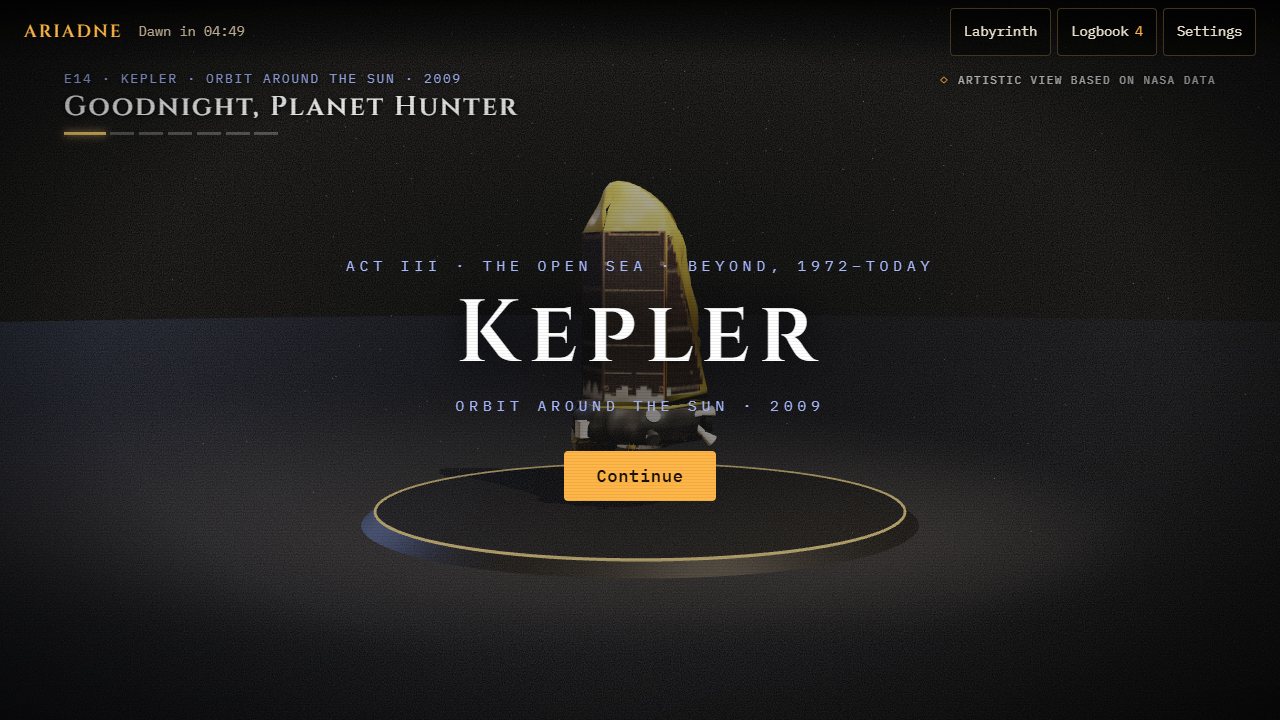 ARIADNE Dawn in 04:49 Labyrinth Logbook 4 Settings
E14 · KEPLER · ORBIT AROUND THE SUN · 2009
◇ ARTISTIC VIEW BASED ON NASA DATA
Goodnight, Planet Hunter
ACT III · THE OPEN SEA · BEYOND, 1972–TODAY
Kepler
ORBIT AROUND THE SUN · 2009
Continue